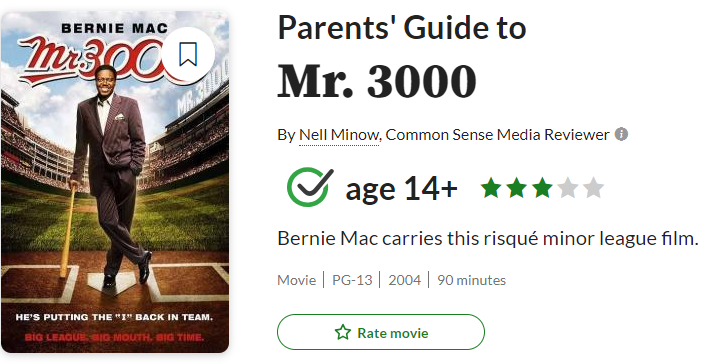 BERNIE MAC
Mr. 300
MR. 3000
HE'S PUTTING THE "I" BACK IN TEAM.
BIG LEAGUE. BIG MOUTH. BIG TIME.
Parents' Guide to
Mr. 3000
By Nell Minow, Common Sense Media Reviewer
age 14+
Bernie Mac carries this risqué minor league film.
Movie | PG-13 | 2004 | 90 minutes
Rate movie